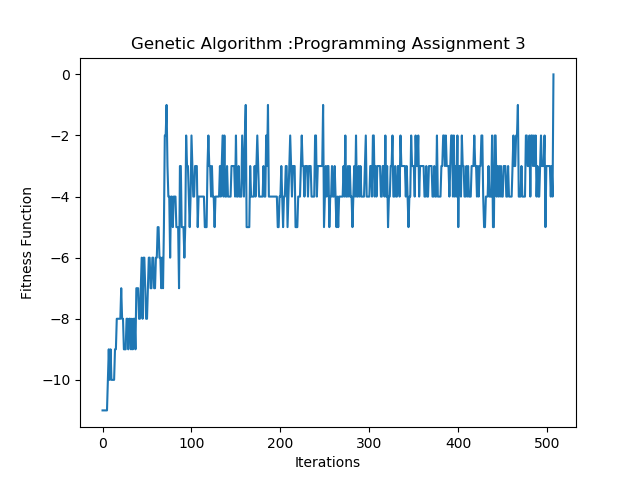 Genetic Algorithm :Programming Assignment 3
0
−2
−4
−6
−8
−10
Fitness Function
0 100 200 300 400 500
Iterations